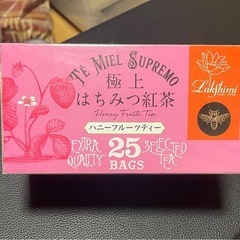 TÉ MIEL SUPREMO
極上
はちみつ紅茶
Honey Fruits Tea
ハニーフルーツティー
EXTRA QUALITY
25 BAGS
SELECTED TEA
Lakshimi